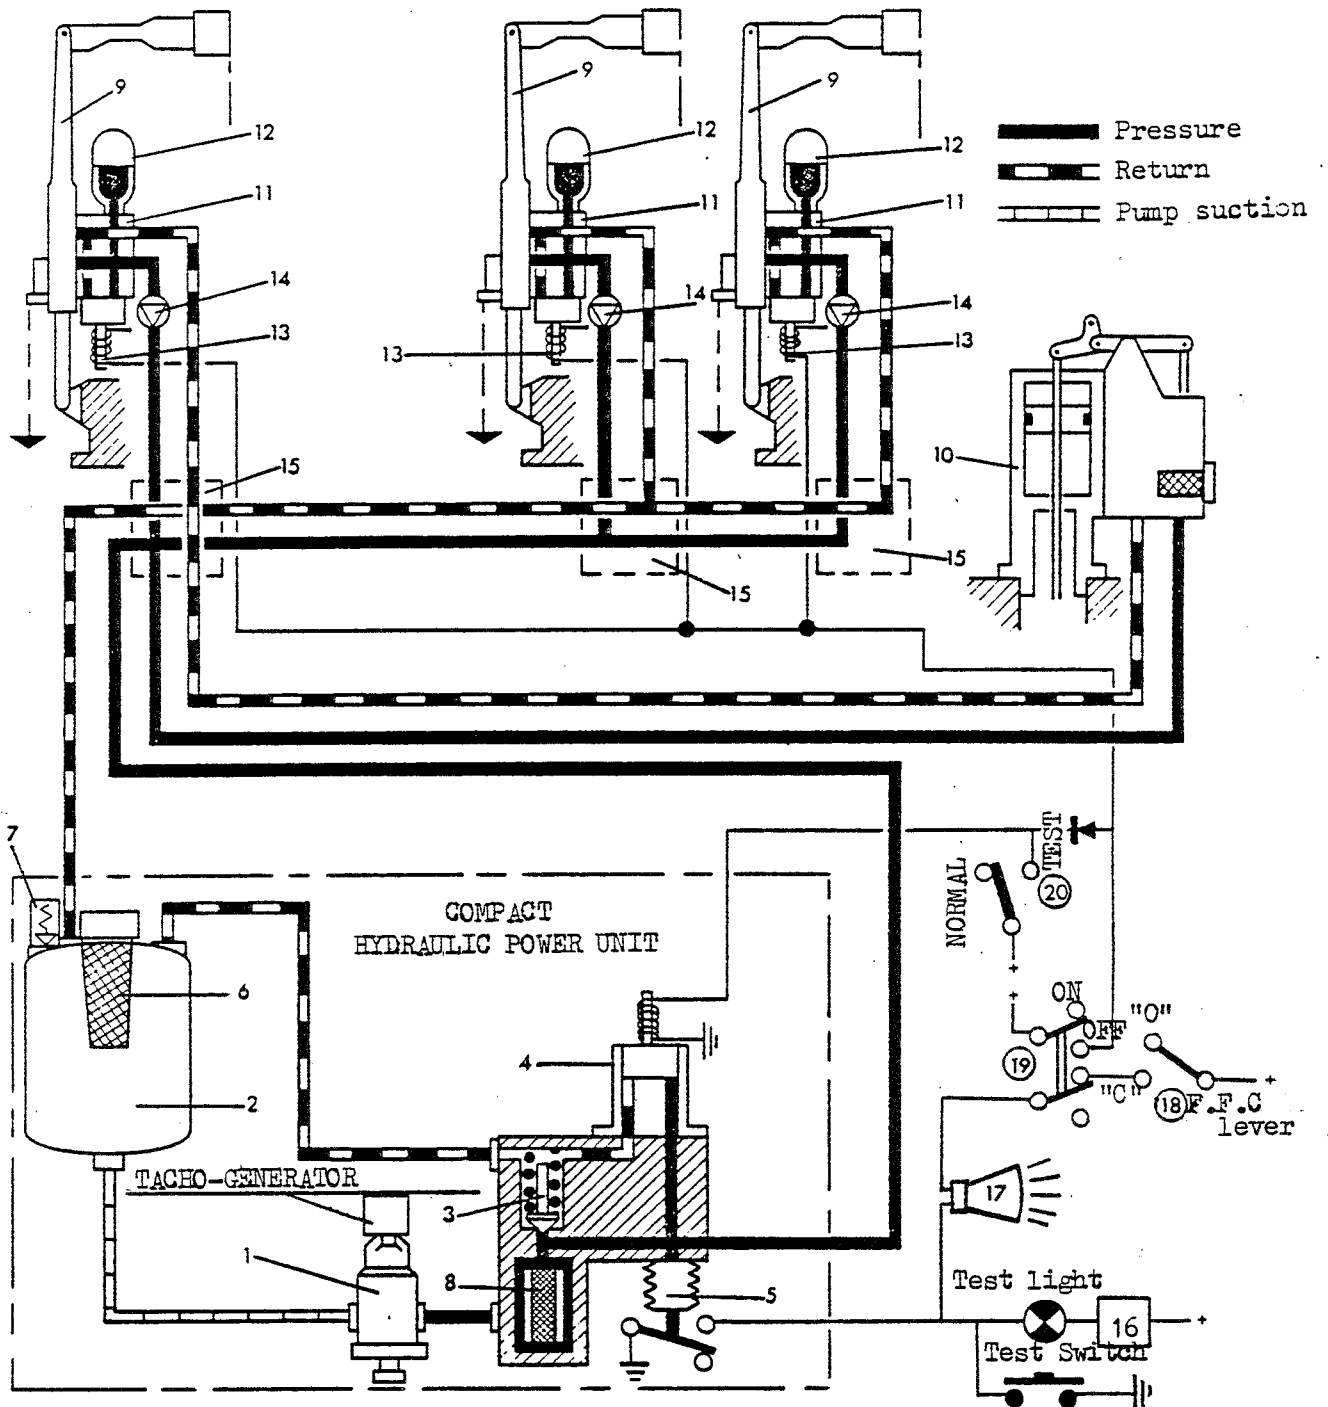 9
9
9
12
12
12
11
11
11
14
14
14
13
13
13
Pressure
Return
Pump suction
10
15
15
15
7
COMPACT
HYDRAULIC POWER UNIT
6
2
4
TACHO-GENERATOR
1
3
8
5
NORMAL
TEST
20
+
+
ON
OFF
"O"
19
"C"
18
F.F.C
lever
+
17
Test light
16
+
Test Switch